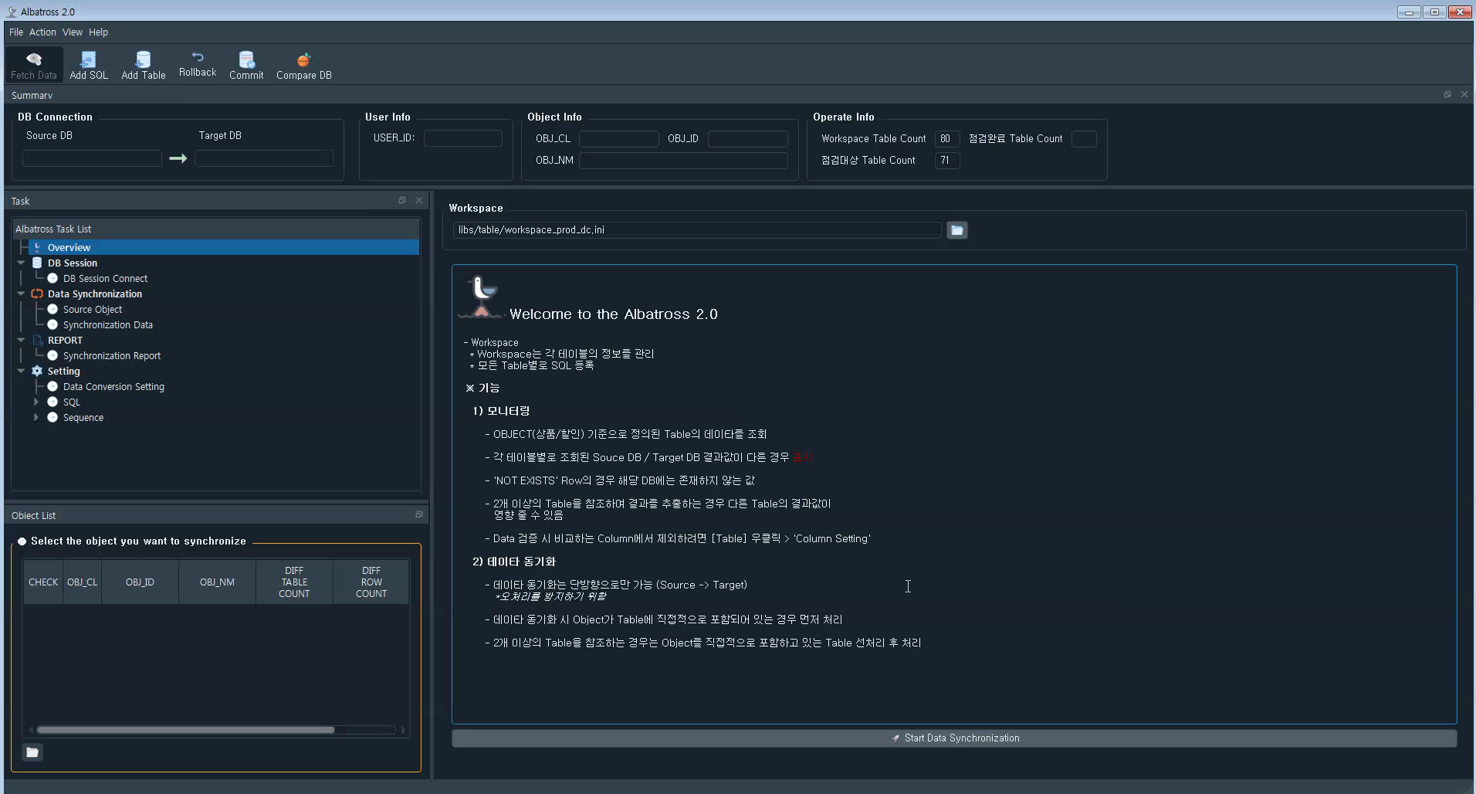 Albatross 2.0
File Action View Help
Fetch Data Add SQL Add Table Rollback Commit Compare DB
Summary
DB Connection
Source DB Target DB
User Info
USER_ID:
Object Info
OBJ_CL OBJ_ID
OBJ_NM
Operate Info
Workspace Table Count 80 점검완료 Table Count
점검대상 Table Count 71
Task
Albatross Task List
Overview
DB Session
DB Session Connect
Data Synchronization
Source Object
Synchronization Data
REPORT
Synchronization Report
Setting
Data Conversion Setting
SQL
Sequence
Object List
Select the object you want to synchronize
CHECK OBJ_CL OBJ_ID OBJ_NM DIFF TABLE COUNT DIFF ROW COUNT
Workspace
libs/table/workspace_prod_dc.ini
Welcome to the Albatross 2.0
- Workspace
* Workspace는 각 테이블의 정보를 관리
* 모든 Table별로 SQL 등록
※ 기능
1) 모니터링
- OBJECT(상품/할인) 기준으로 정의된 Table의 데이타를 조회
- 각 테이블별로 조회된 Souce DB / Target DB 결과값이 다른 경우 표기
- 'NOT EXISTS' Row의 경우 해당 DB에는 존재하지 않는 값
- 2개 이상의 Table을 참조하여 결과를 추출하는 경우 다른 Table의 결과값이
영향 줄 수 있음
- Data 검증 시 비교하는 Column에서 제외하려면 [Table] 우클릭 > 'Column Setting'
2) 데이타 동기화
- 데이타 동기화는 단방향으로만 가능 (Source -> Target)
*오처리를 방지하기 위함
- 데이타 동기화 시 Object가 Table에 직접적으로 포함되어 있는 경우 먼저 처리
- 2개 이상의 Table을 참조하는 경우는 Object를 직접적으로 포함하고 있는 Table 선처리 후 처리
Start Data Synchronization